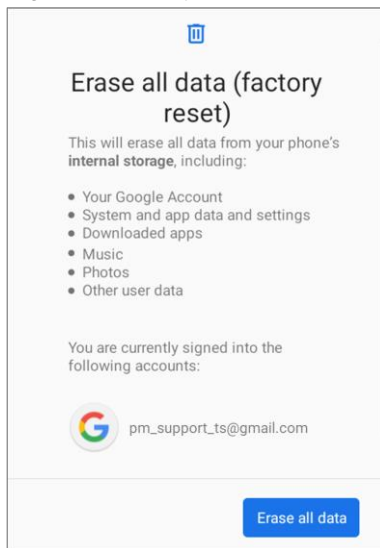 Erase all data (factory
reset)
This will erase all data from your phone's
internal storage, including:
• Your Google Account
• System and app data and settings
• Downloaded apps
• Music
• Photos
• Other user data
You are currently signed into the
following accounts:
G pm_support_ts@gmail.com
Erase all data